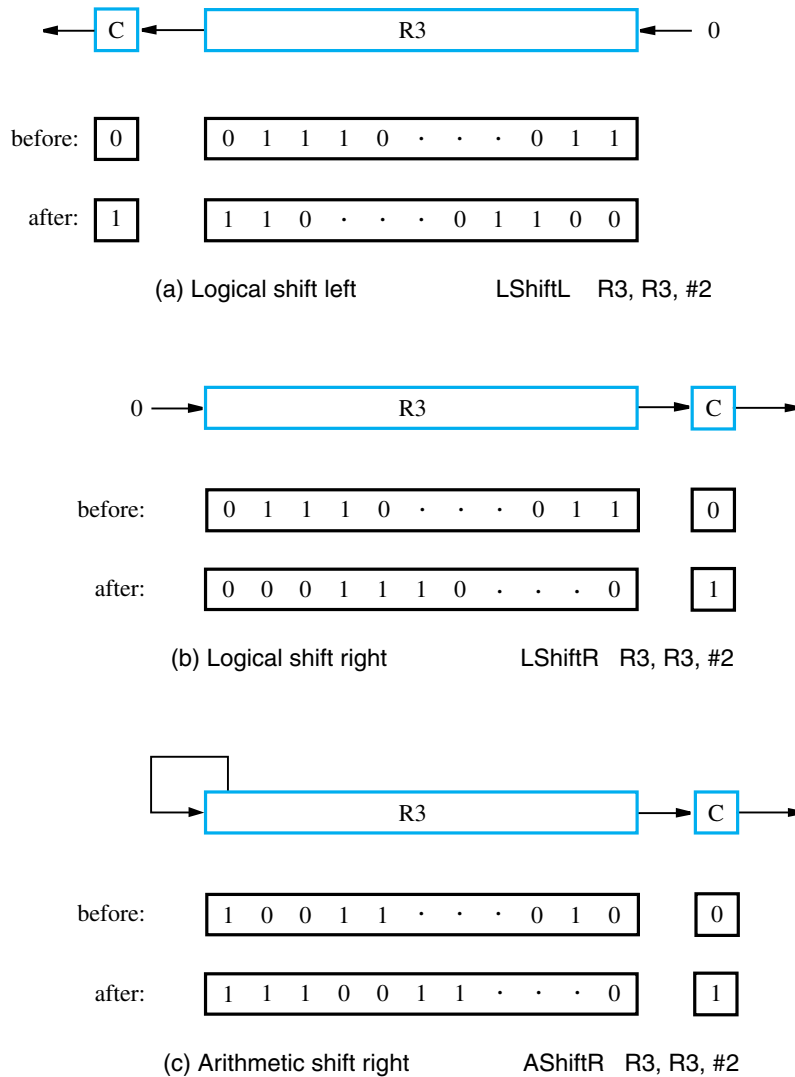 C R3 0
before: 0 0 1 1 1 0 · · · 0 1 1
after: 1 1 1 0 · · · 0 1 1 0 0
(a) Logical shift left LShiftL R3, R3, #2
0 R3 C
before: 0 1 1 1 0 · · · 0 1 1 0
after: 0 0 0 1 1 1 0 · · · 0 1
(b) Logical shift right LShiftR R3, R3, #2
R3 C
before: 1 0 0 1 1 · · · 0 1 0 0
after: 1 1 1 0 0 1 1 · · · 0 1
(c) Arithmetic shift right AShiftR R3, R3, #2